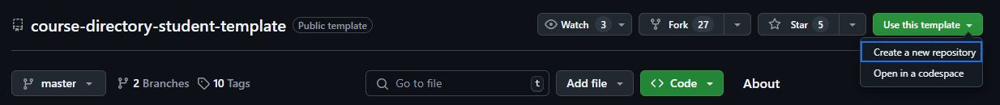 course-directory-student-template Public template Watch 3 Fork 27 Star 5 Use this template
Create a new repository
Open in a codespace
master 2 Branches 10 Tags Go to file t Add file Code About